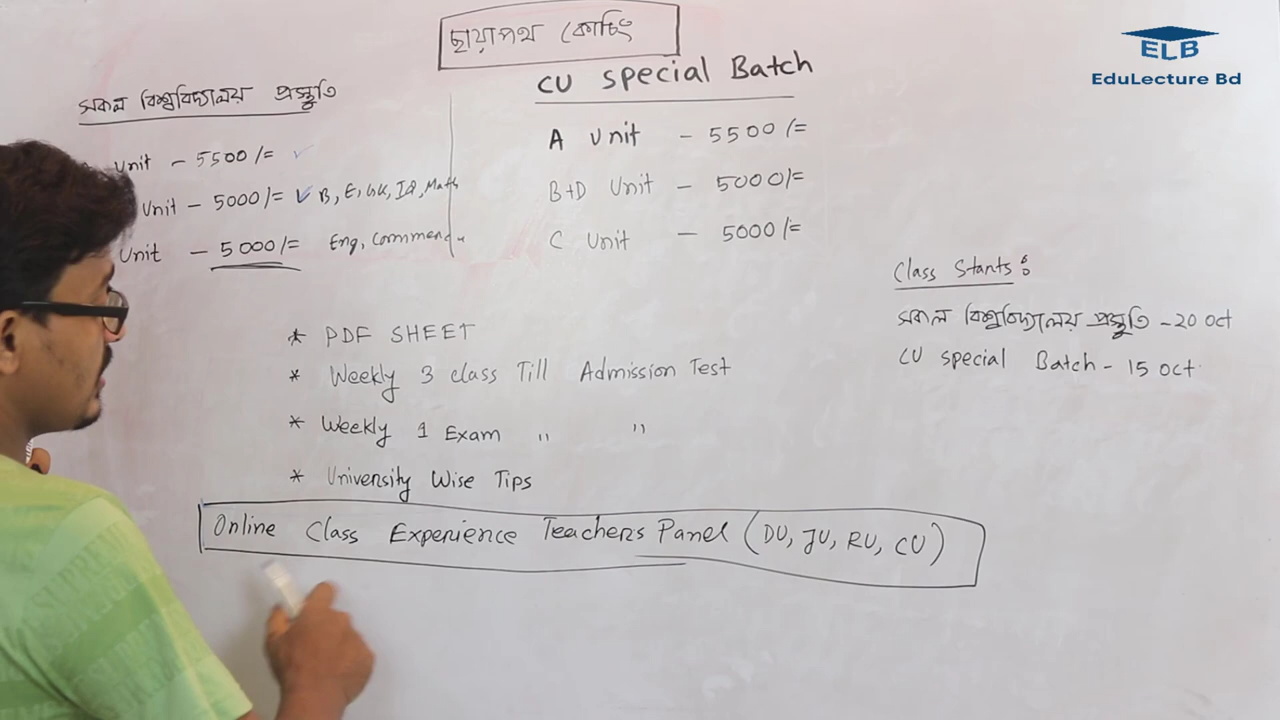 ছায়াপথ কোচিং
ELB
EduLecture Bd
সকল বিশ্ববিদ্যালয় প্রস্তুতি
Unit - 5500/=
Unit - 5000/= B, E, GK, IQ, Math
Unit - 5000/= Eng,
CU special Batch
A Unit - 5500/=
B+D Unit - 5000/=
C Unit - 5000/=
Class Starts:
সকল বিশ্ববিদ্যালয় প্রস্তুতি - 20 Oct
CU special Batch - 15 Oct
* PDF SHEET
* Weekly 3 class Till Admission Test
* Weekly 1 Exam " "
* University Wise Tips
Online Class Experience Teachers Panel (DU, JU, RU, CU)